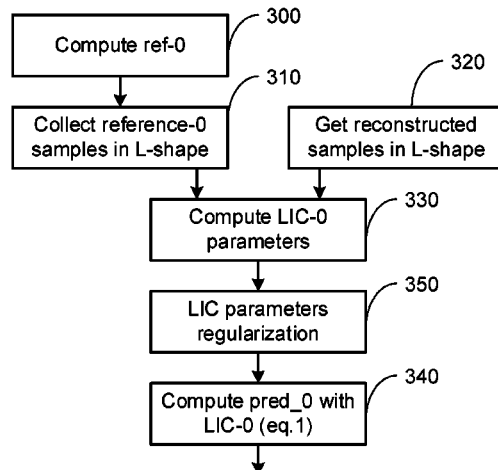 300
Compute ref-0
310
320
Collect reference-0
samples in L-shape
Get reconstructed
samples in L-shape
330
Compute LIC-0
parameters
350
LIC parameters
regularization
340
Compute pred_0 with
LIC-0 (eq.1)